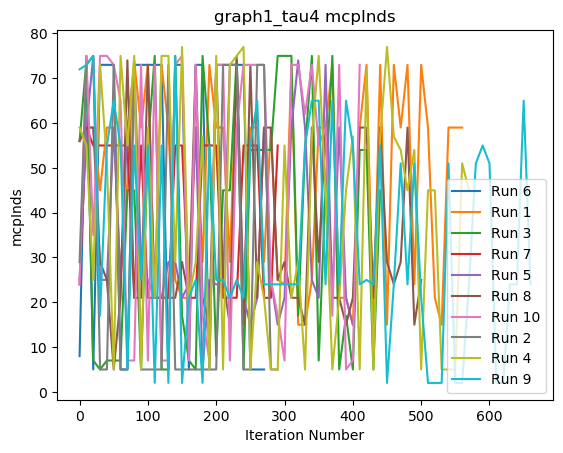 graph1_tau4 mcpInds
80
70
60
50
40
30
20
10
0
mcpInds
0 100 200 300 400 500 600
Iteration Number
Run 6
Run 1
Run 3
Run 7
Run 5
Run 8
Run 10
Run 2
Run 4
Run 9